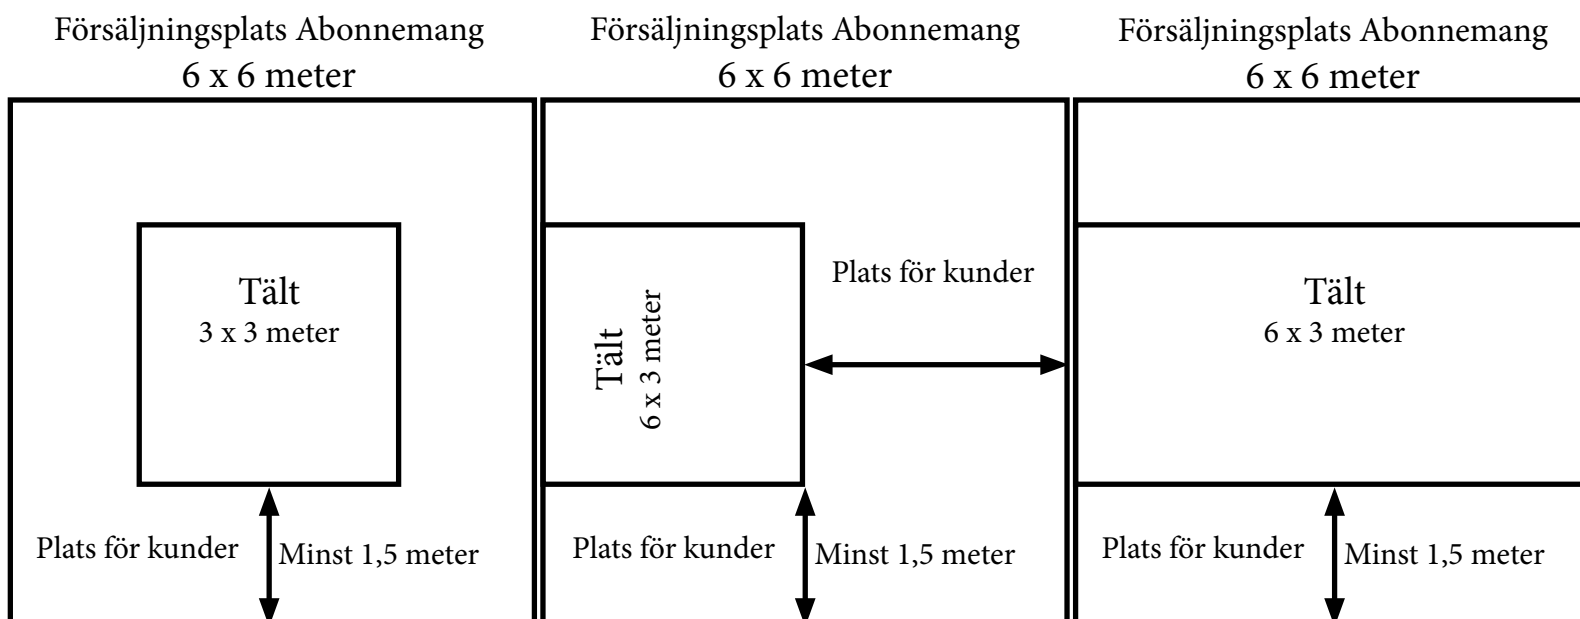 Försäljningsplats Abonnemang
6 x 6 meter
Tält
3 x 3 meter
Plats för kunder
Minst 1,5 meter
Försäljningsplats Abonnemang
6 x 6 meter
Plats för kunder
Tält
6 x 3 meter
Plats för kunder
Minst 1,5 meter
Försäljningsplats Abonnemang
6 x 6 meter
Tält
6 x 3 meter
Plats för kunder
Minst 1,5 meter